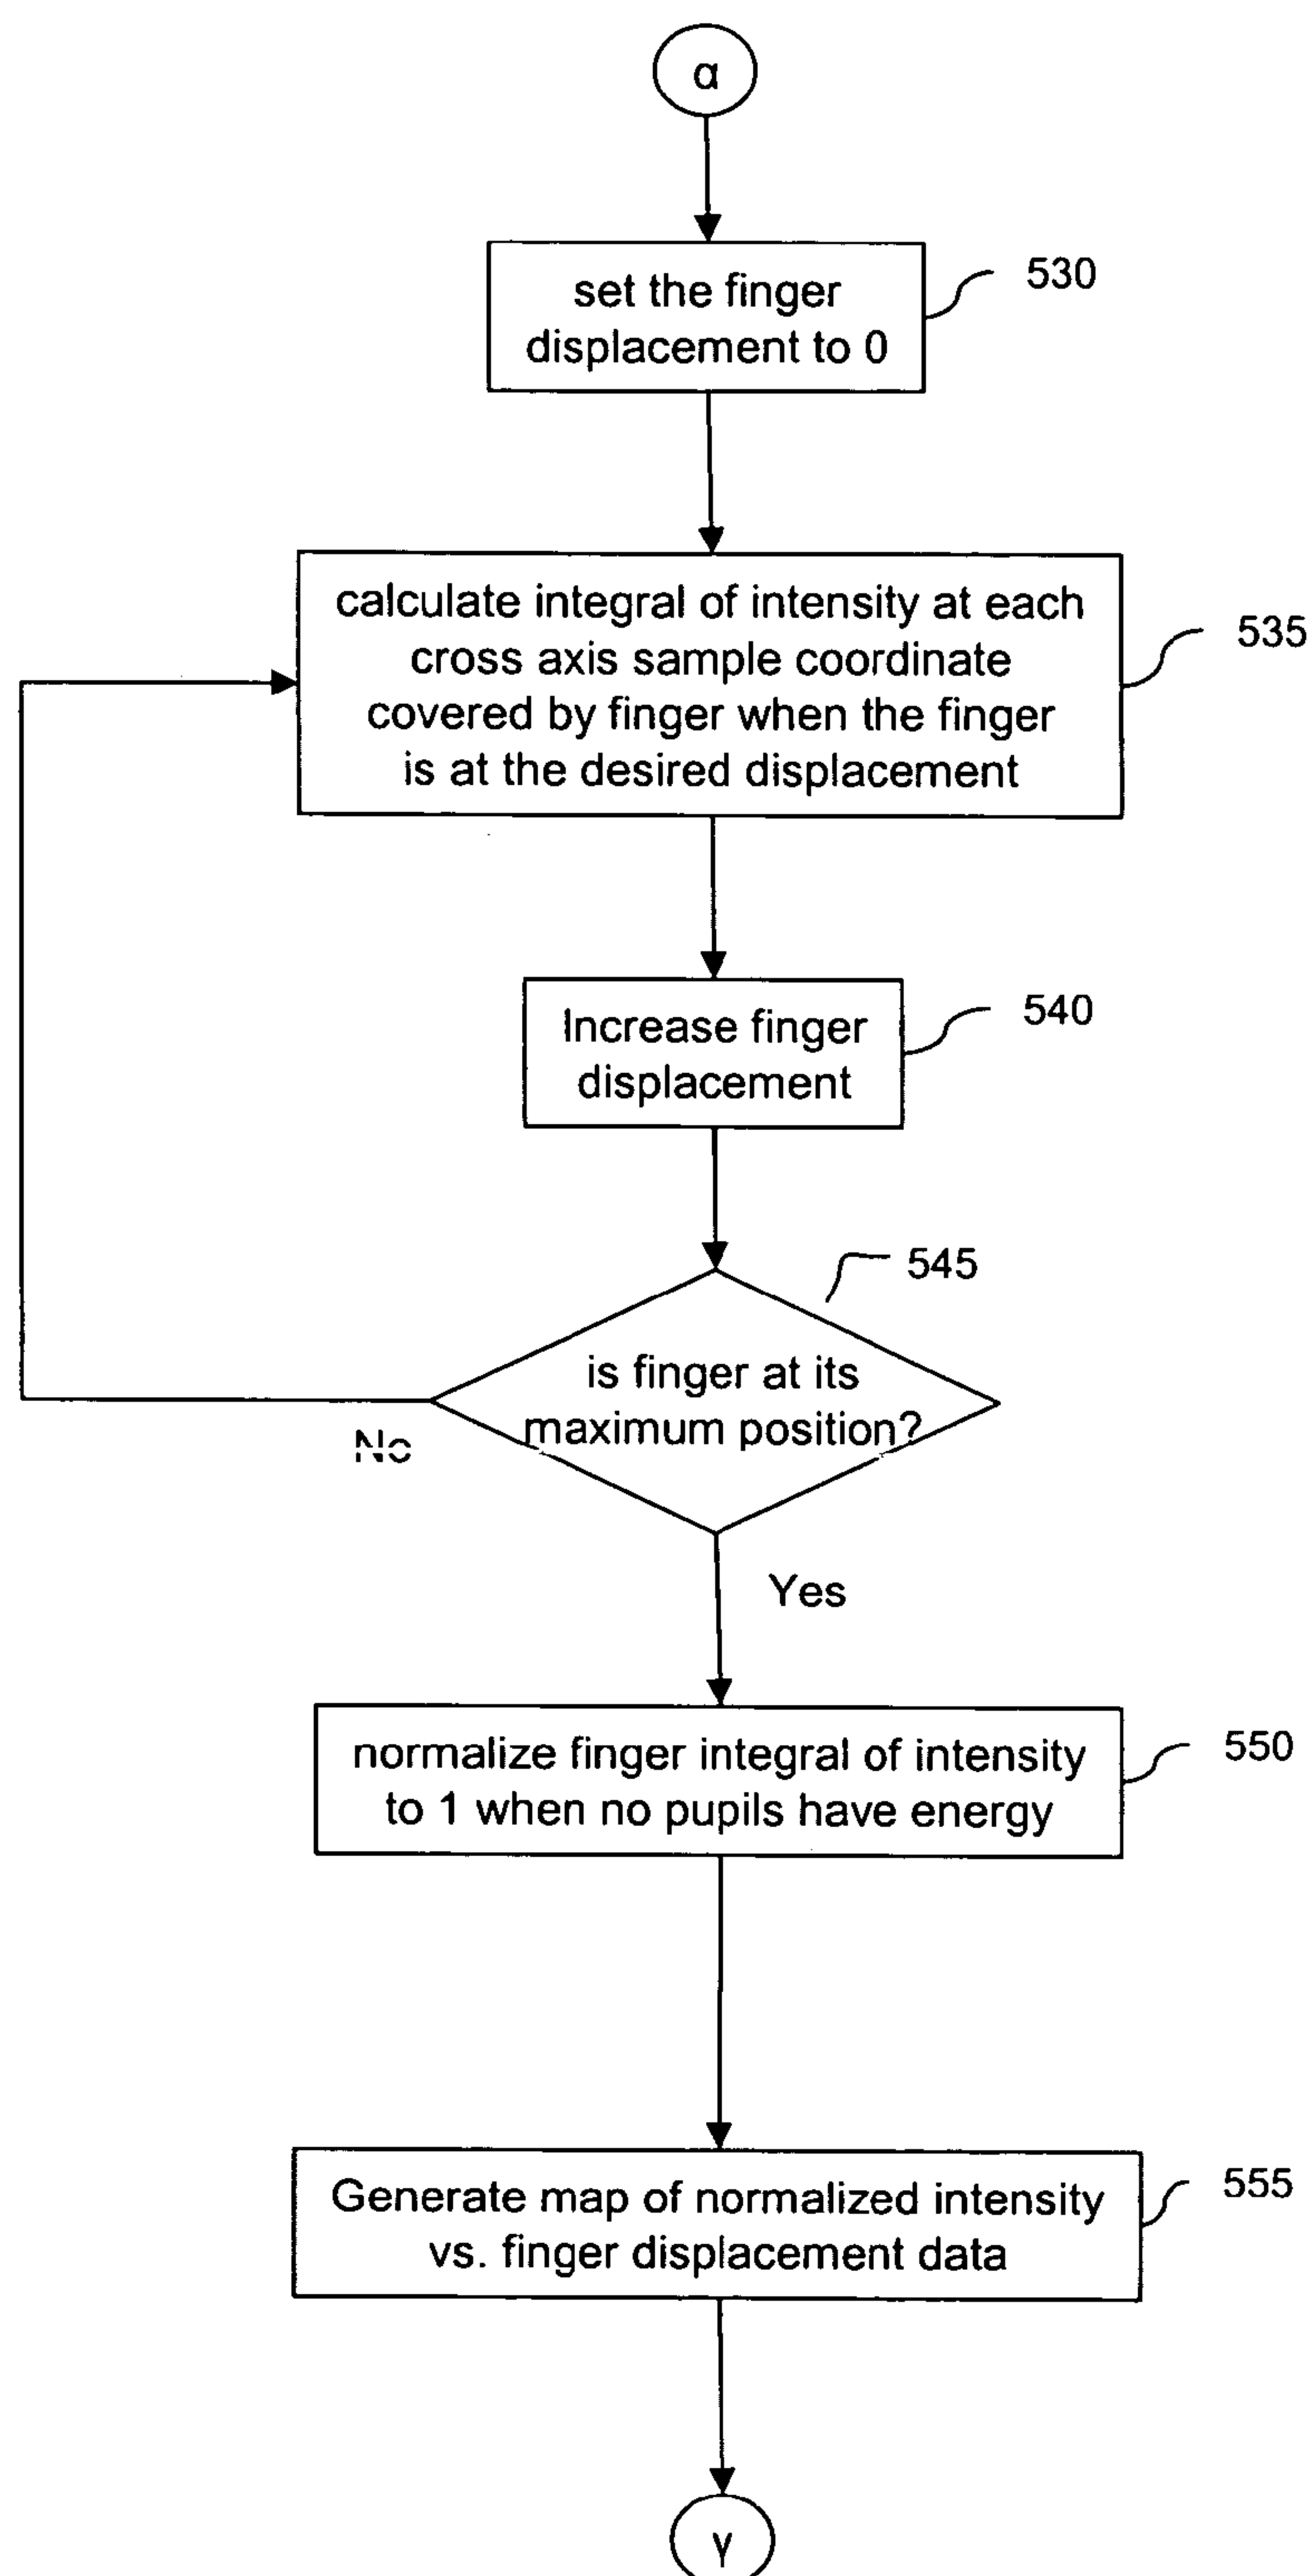 α
set the finger
displacement to 0
530
calculate integral of intensity at each
cross axis sample coordinate
covered by finger when the finger
is at the desired displacement
535
Increase finger
displacement
540
545
is finger at its
maximum position?
No
Yes
normalize finger integral of intensity
to 1 when no pupils have energy
550
Generate map of normalized intensity
vs. finger displacement data
555
γ